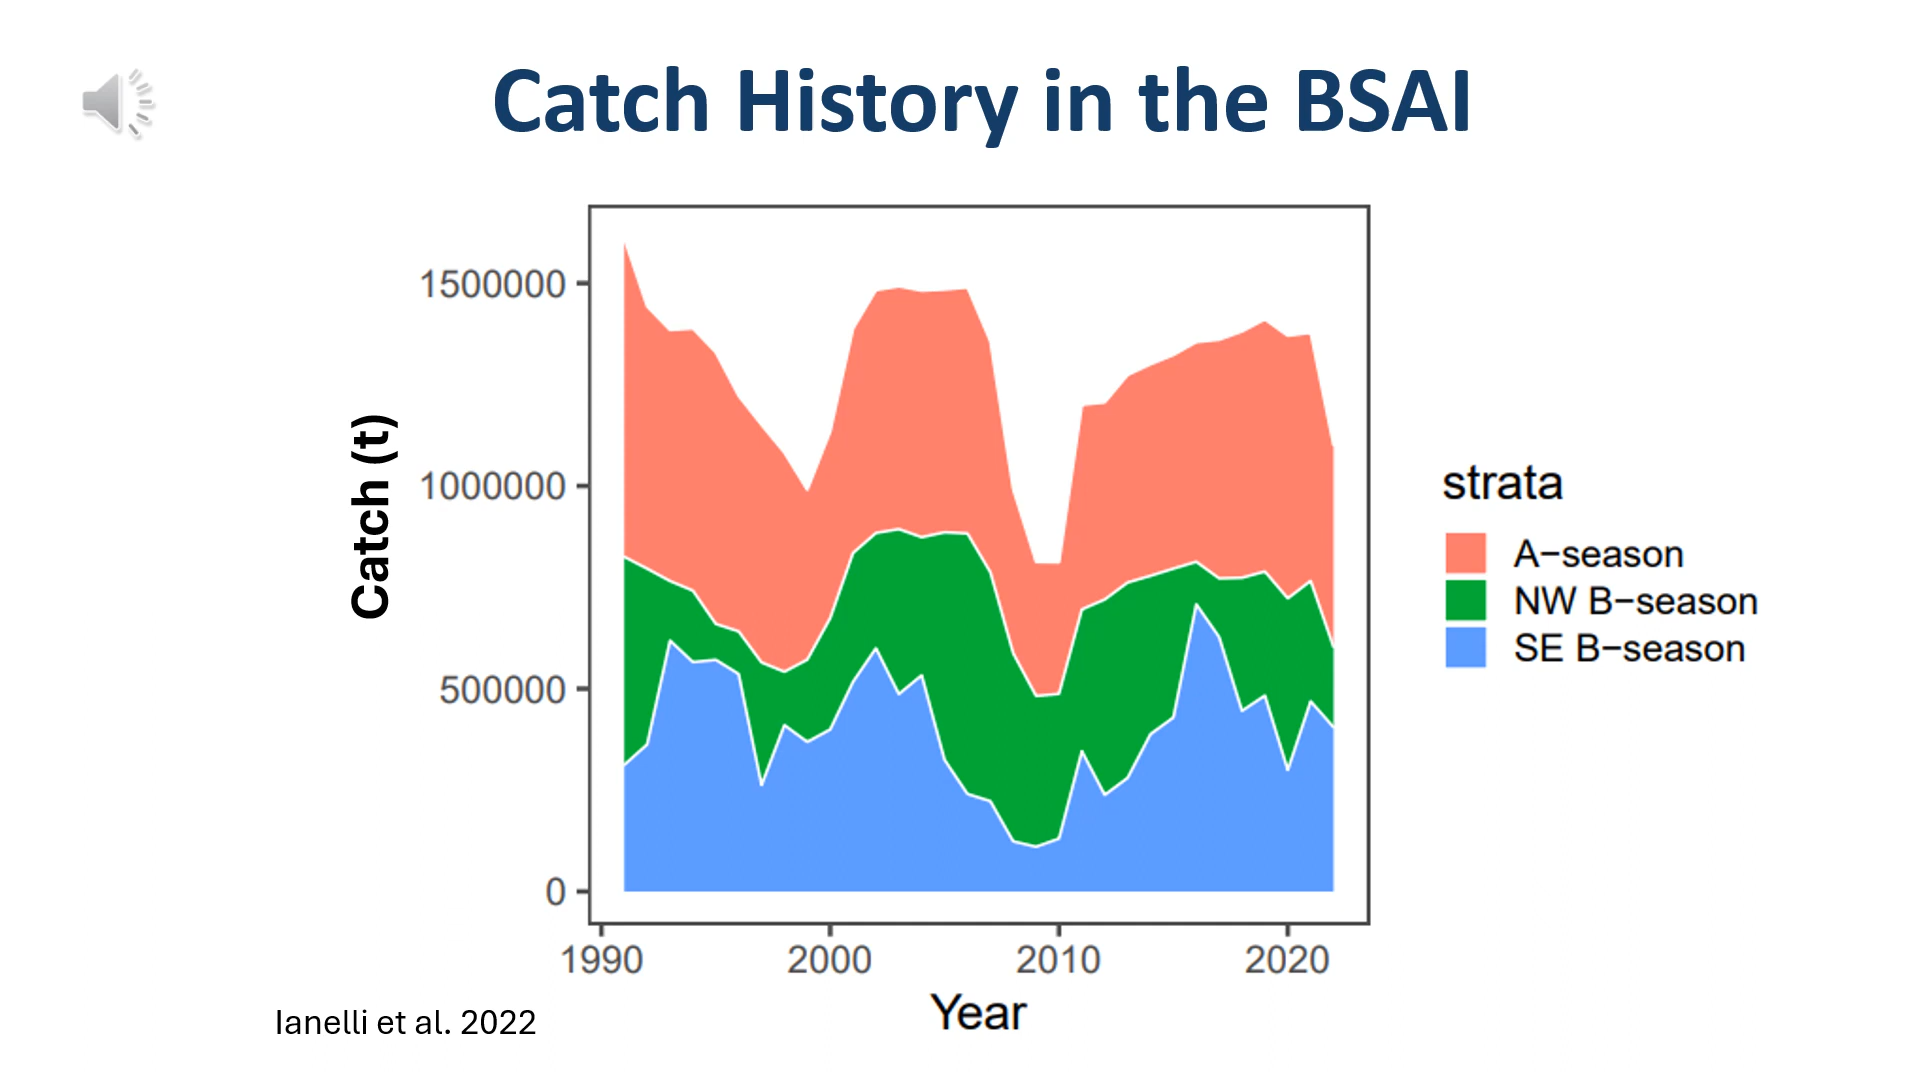 Catch History in the BSAI
1500000
1000000
500000
0
Catch (t)
1990
2000
2010
2020
Year
strata
A−season
NW B−season
SE B−season
Ianelli et al. 2022